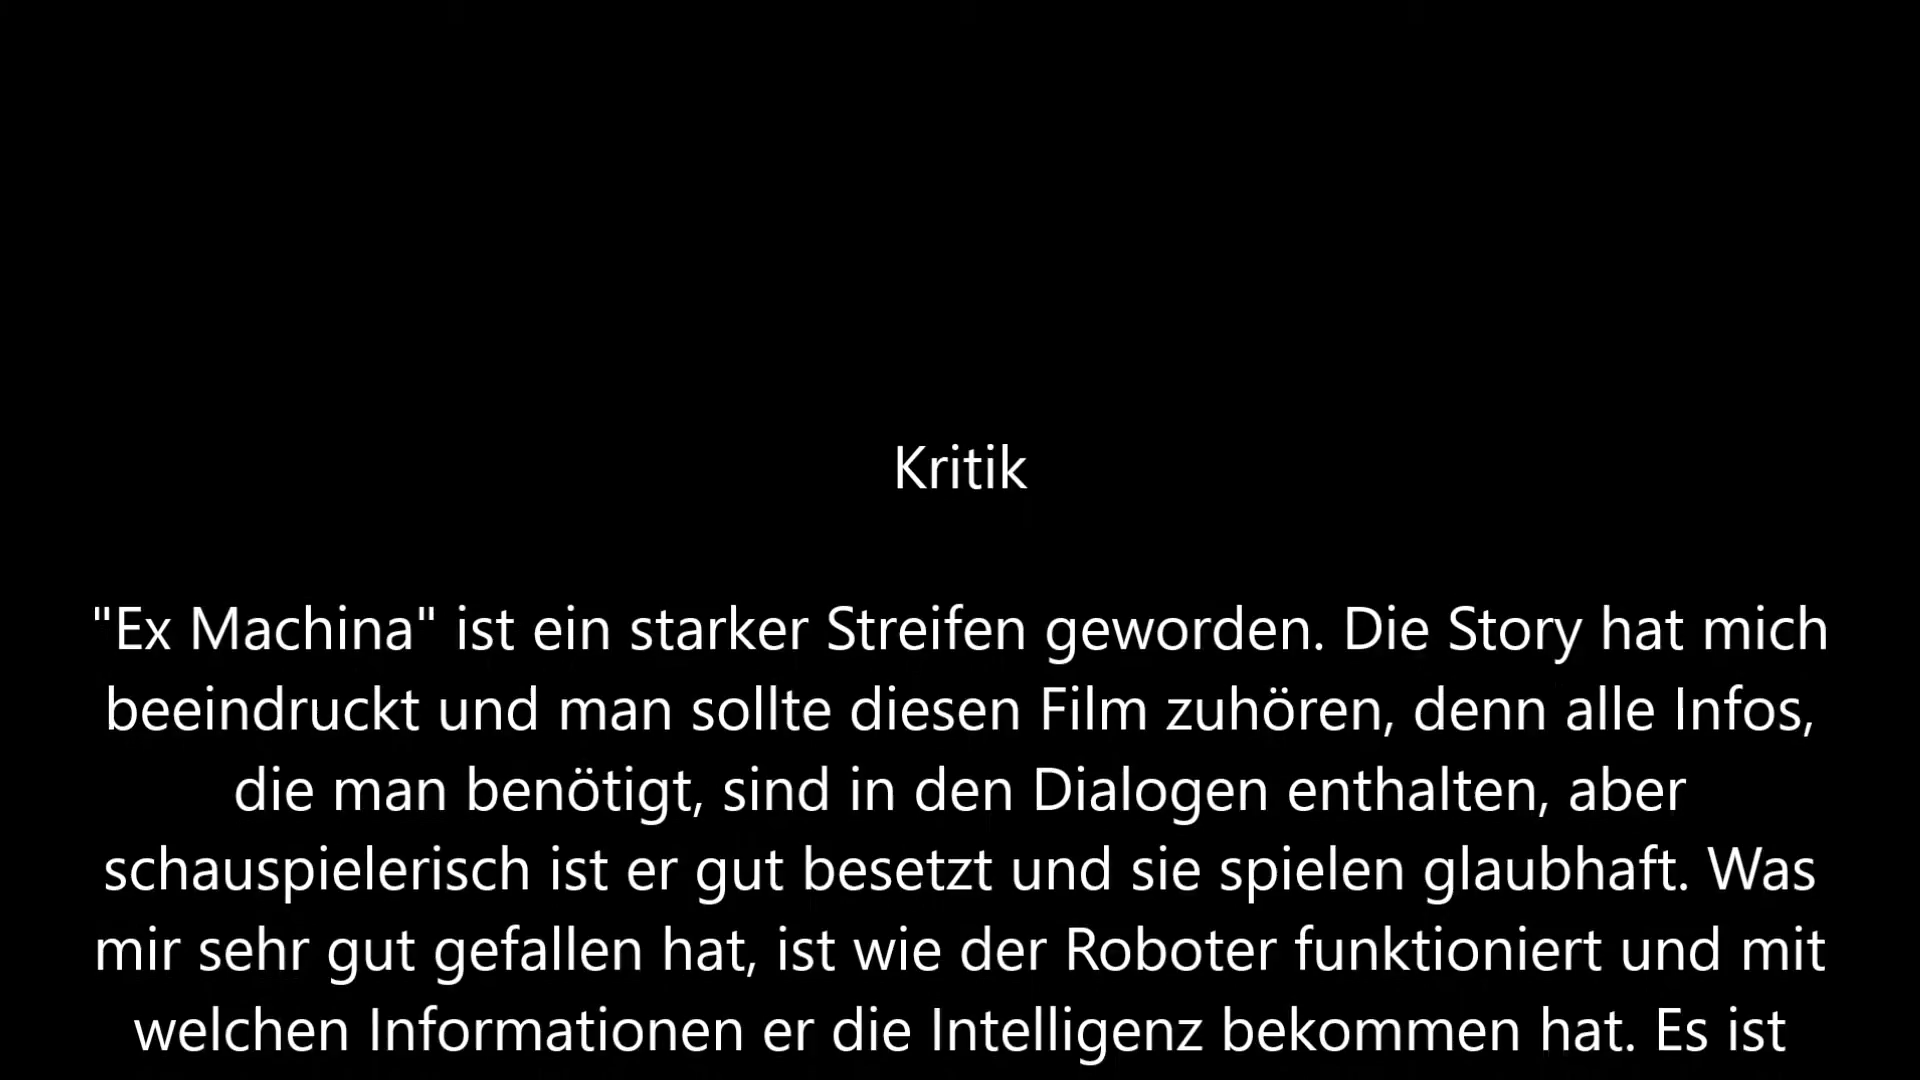 Kritik
"Ex Machina" ist ein starker Streifen geworden. Die Story hat mich
beeindruckt und man sollte diesen Film zuhören, denn alle Infos,
die man benötigt, sind in den Dialogen enthalten, aber
schauspielerisch ist er gut besetzt und sie spielen glaubhaft. Was
mir sehr gut gefallen hat, ist wie der Roboter funktioniert und mit
welchen Informationen er die Intelligenz bekommen hat. Es ist